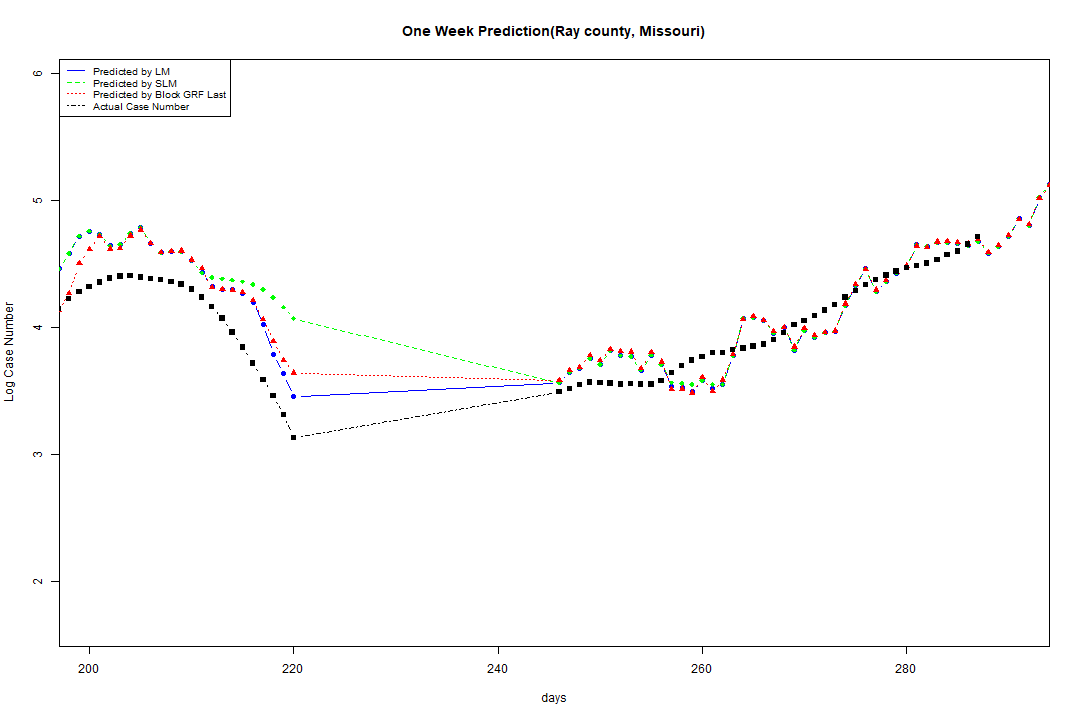 One Week Prediction(Ray county, Missouri)
Predicted by LM
Predicted by SLM
Predicted by Block GRF Last
Actual Case Number
6
5
4
3
2
Log Case Number
200 220 240 260 280
days